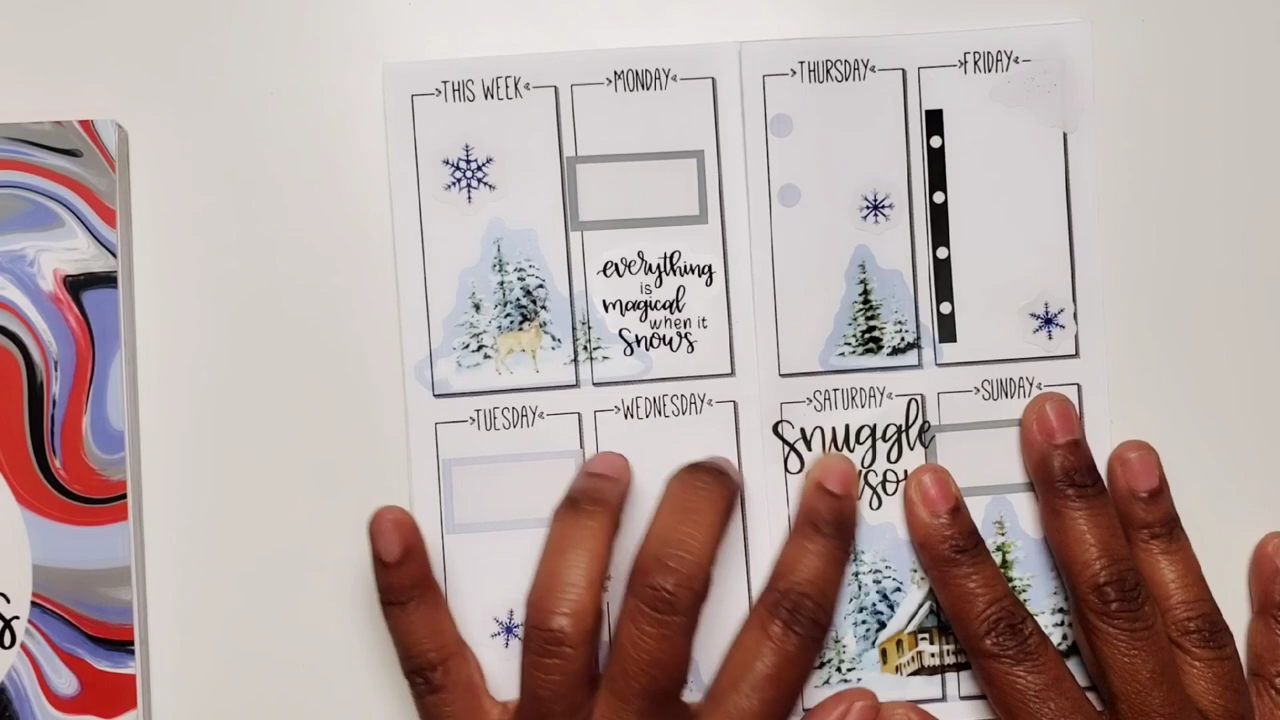 THIS WEEK
MONDAY
THURSDAY
FRIDAY
everything
is
magical
when it
snows
TUESDAY
WEDNESDAY
SATURDAY
SUNDAY
Snuggle